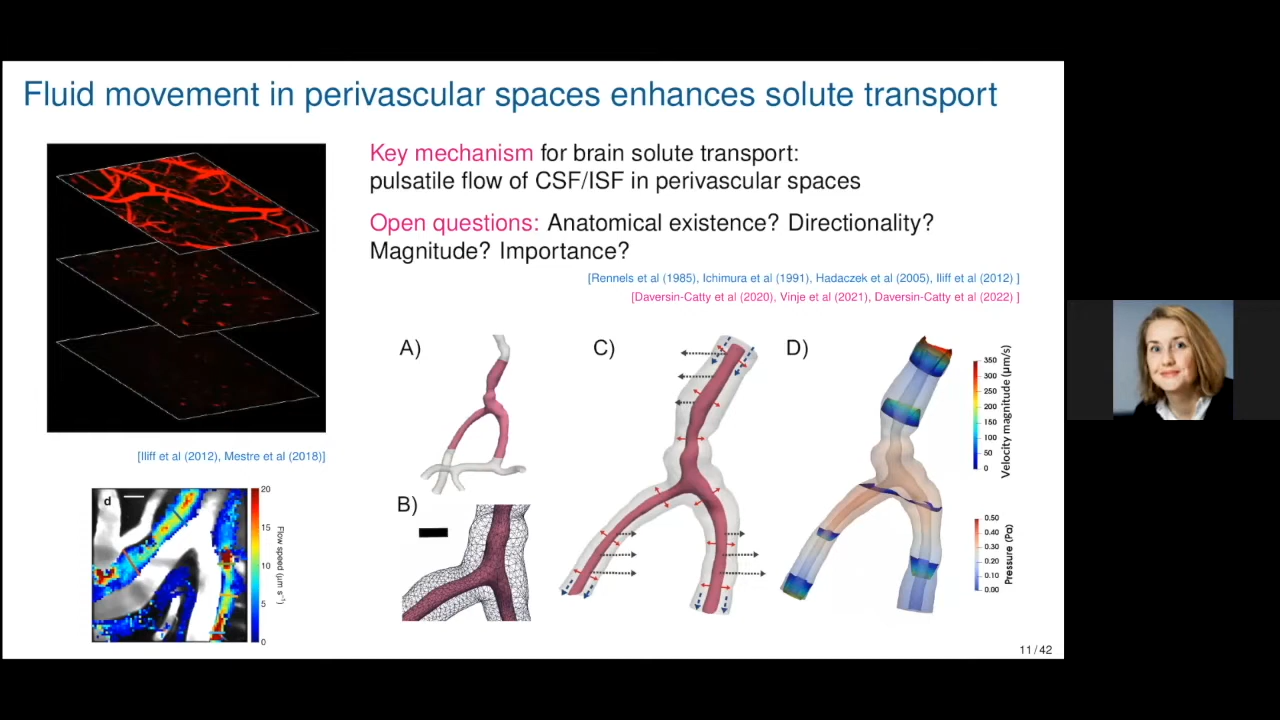 Fluid movement in perivascular spaces enhances solute transport
Key mechanism for brain solute transport:
pulsatile flow of CSF/ISF in perivascular spaces
Open questions: Anatomical existence? Directionality?
Magnitude? Importance?
[Rennels et al (1985), Ichimura et al (1991), Hadaczek et al (2005), Iliff et al (2012) ]
[Daversin-Catty et al (2020), Vinje et al (2021), Daversin-Catty et al (2022) ]
[Iliff et al (2012), Mestre et al (2018)]
d
20
15
10
5
0
Flow speed (µm s⁻¹)
A)
B)
C)
D)
350
300
250
200
150
100
50
0
Velocity magnitude (µm/s)
0.50
0.40
0.30
0.20
0.10
0.00
Pressure (Pa)
11 / 42